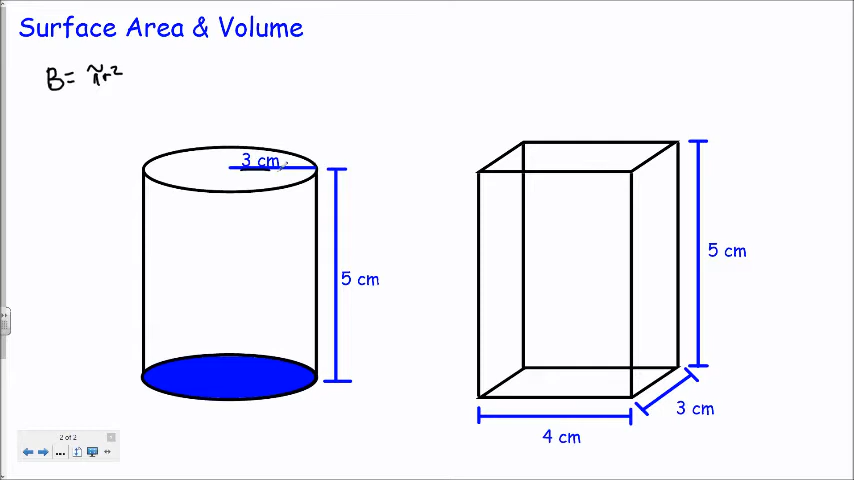 Surface Area & Volume
B = πr²
3 cm
5 cm
5 cm
3 cm
4 cm
2 of 2